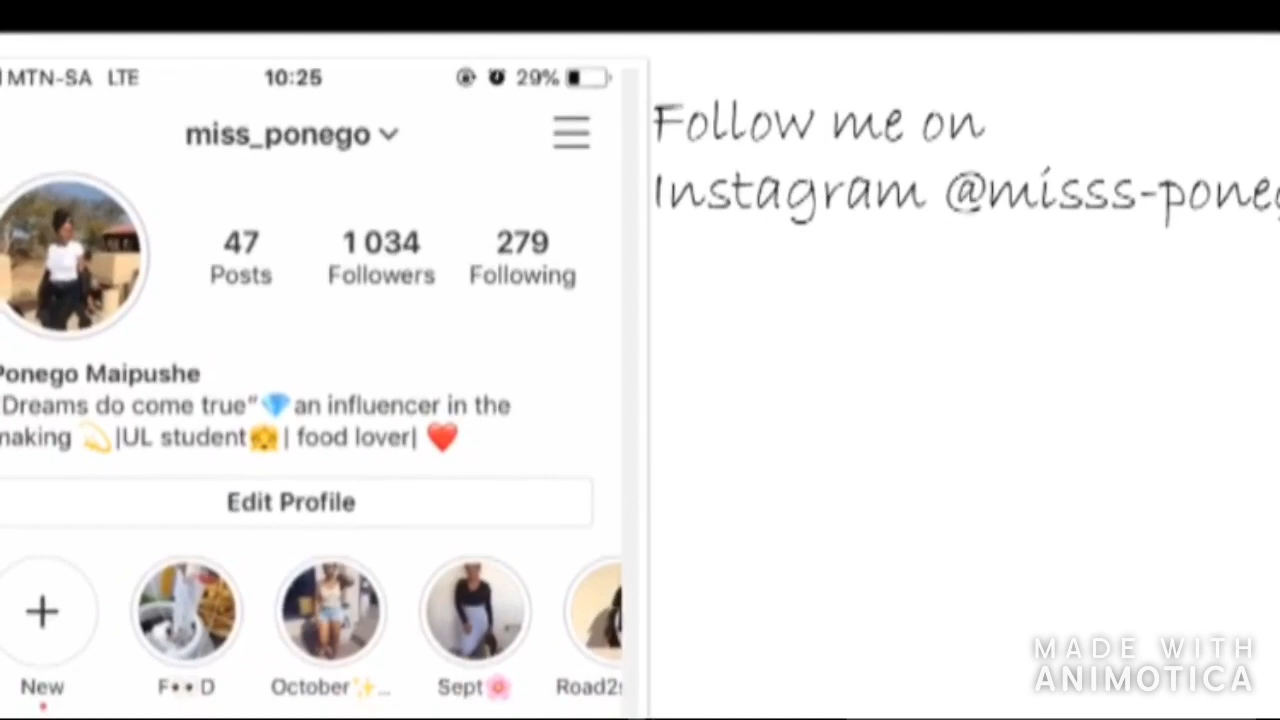 MTN-SA LTE 10:25 29%
miss_ponego
47 1 034 279
Posts Followers Following
Ponego Maipushe
Dreams do come true"💎an influencer in the
making 💫|UL student👧| food lover| ❤️
Edit Profile
New F••D October✨... Sept🌸
Follow me on
Instagram @misss-poneg
MADE WITH
ANIMOTICA